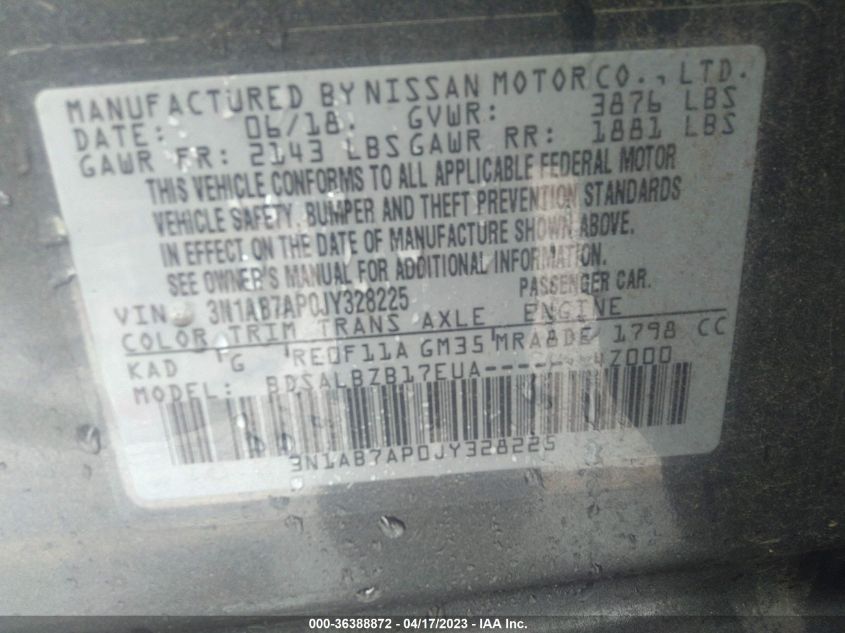 MANUFACTURED BY NISSAN MOTOR CO., LTD.
DATE: 06/18. GVWR: 3876 LBS
GAWR FR: 2143 LBS GAWR RR: 1881 LBS
THIS VEHICLE CONFORMS TO ALL APPLICABLE FEDERAL MOTOR
VEHICLE SAFETY, BUMPER AND THEFT PREVENTION STANDARDS
IN EFFECT ON THE DATE OF MANUFACTURE SHOWN ABOVE.
SEE OWNER'S MANUAL FOR ADDITIONAL INFORMATION.
VIN 3N1AB7AP0JY328225 PASSENGER CAR.
COLOR TRIM TRANS AXLE ENGINE
KAD G RE0F11A GM35 MRA8DE 1798 CC
MODEL: BDSALBZB17EUA----
3N1AB7AP0JY328225
000-36388872 - 04/17/2023 - IAA Inc.